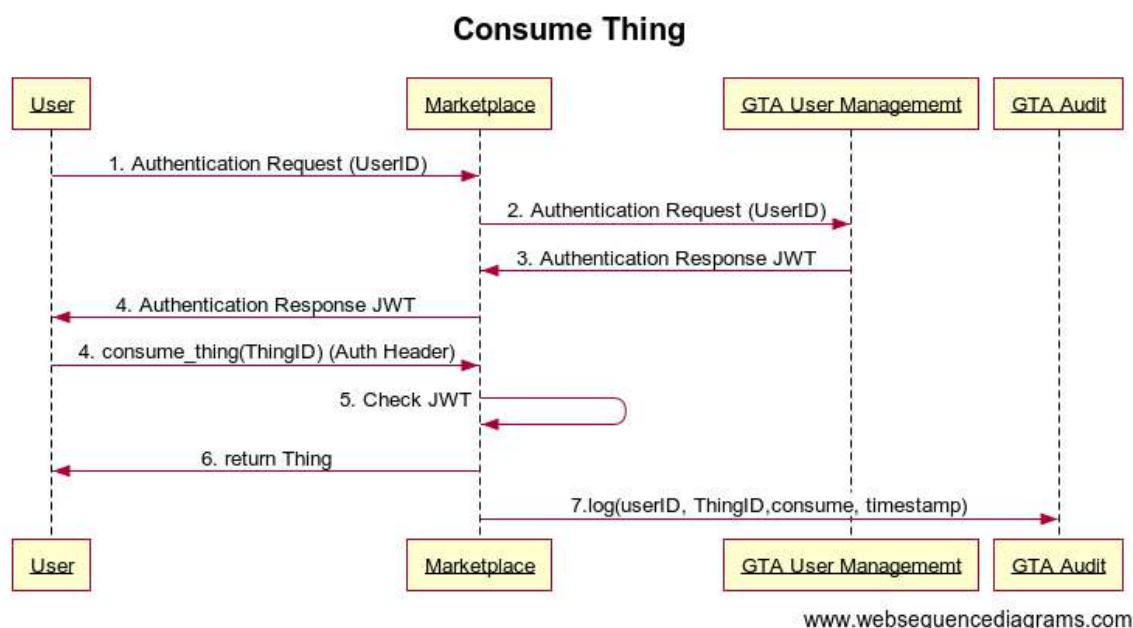 Consume Thing
User
Marketplace
GTA User Managememt
GTA Audit
1. Authentication Request (UserID)
2. Authentication Request (UserID)
3. Authentication Response JWT
4. Authentication Response JWT
4. consume_thing(ThingID) (Auth Header)
5. Check JWT
6. return Thing
7.log(userID, ThingID,consume, timestamp)
User
Marketplace
GTA User Managememt
GTA Audit
www.websequencediagrams.com